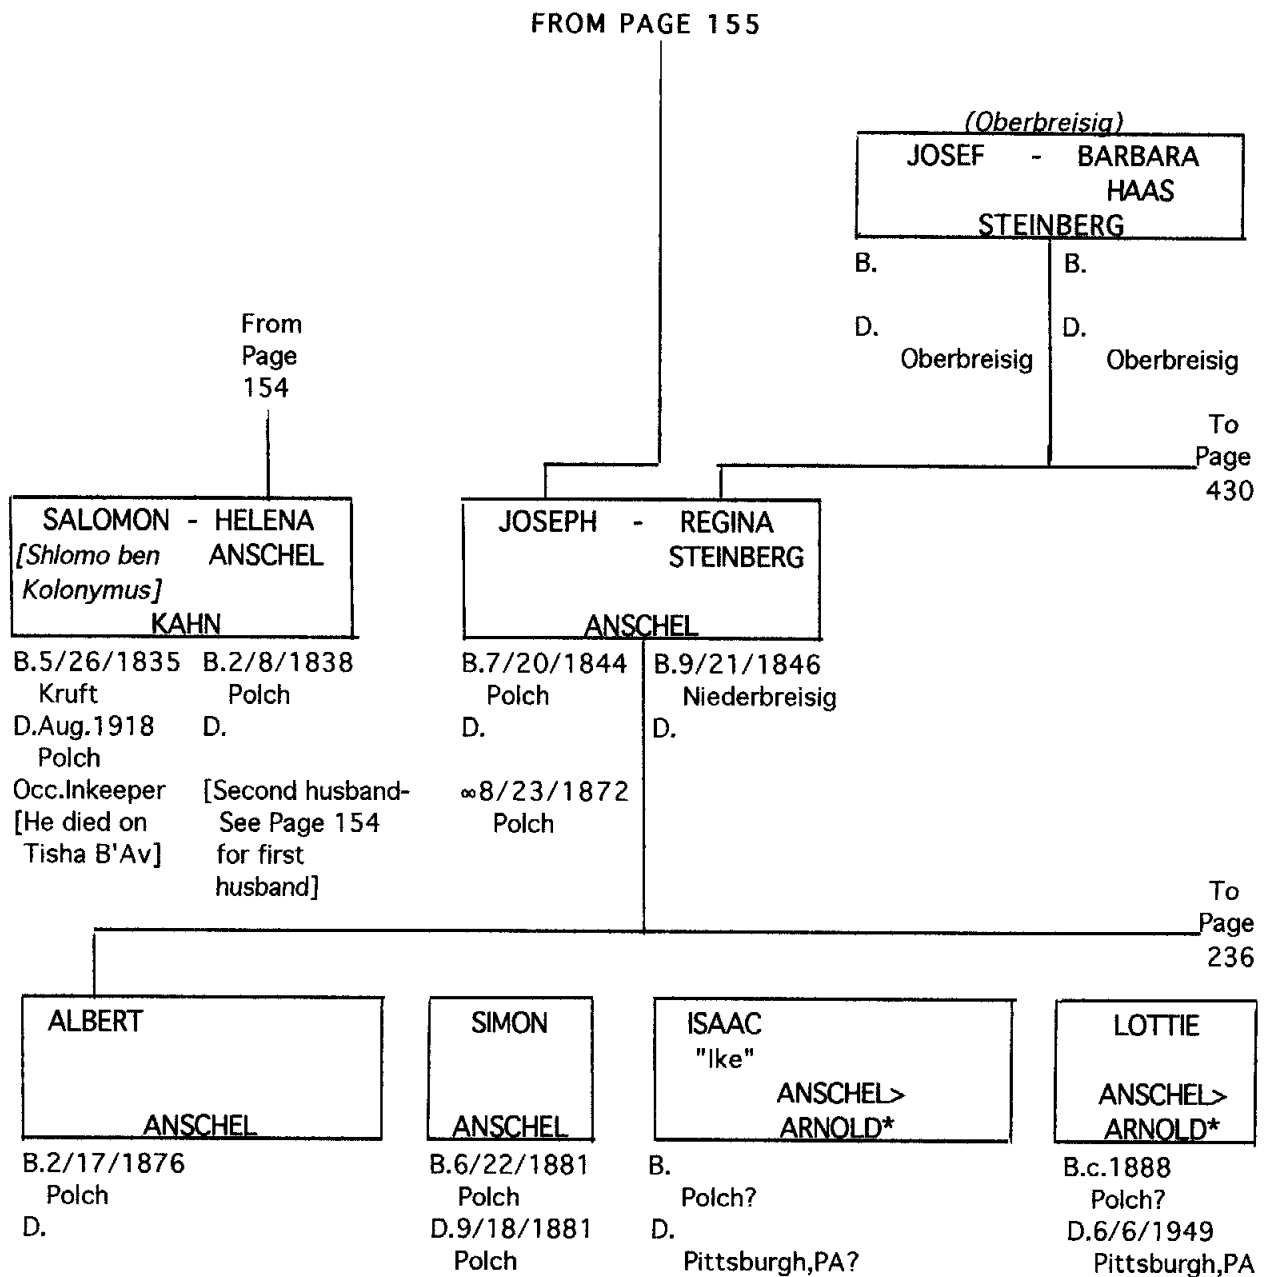 FROM PAGE 155
(Oberbreisig)
JOSEF - BARBARA
HAAS
STEINBERG
B. B.
D. D.
Oberbreisig Oberbreisig
From
Page
154
To
Page
430
SALOMON - HELENA
[Shlomo ben ANSCHEL
Kolonymus]
KAHN
B.5/26/1835 B.2/8/1838
Kruft Polch
D.Aug.1918 D.
Polch
Occ.Inkeeper [Second husband-
[He died on See Page 154
Tisha B'Av] for first
husband]
JOSEPH - REGINA
STEINBERG
ANSCHEL
B.7/20/1844 B.9/21/1846
Polch Niederbreisig
D. D.
∞8/23/1872
Polch
To
Page
236
ALBERT
ANSCHEL
B.2/17/1876
Polch
D.
SIMON
ANSCHEL
B.6/22/1881
Polch
D.9/18/1881
Polch
ISAAC
"Ike"
ANSCHEL>
ARNOLD*
B.
Polch?
D.
Pittsburgh,PA?
LOTTIE
ANSCHEL>
ARNOLD*
B.c.1888
Polch?
D.6/6/1949
Pittsburgh,PA